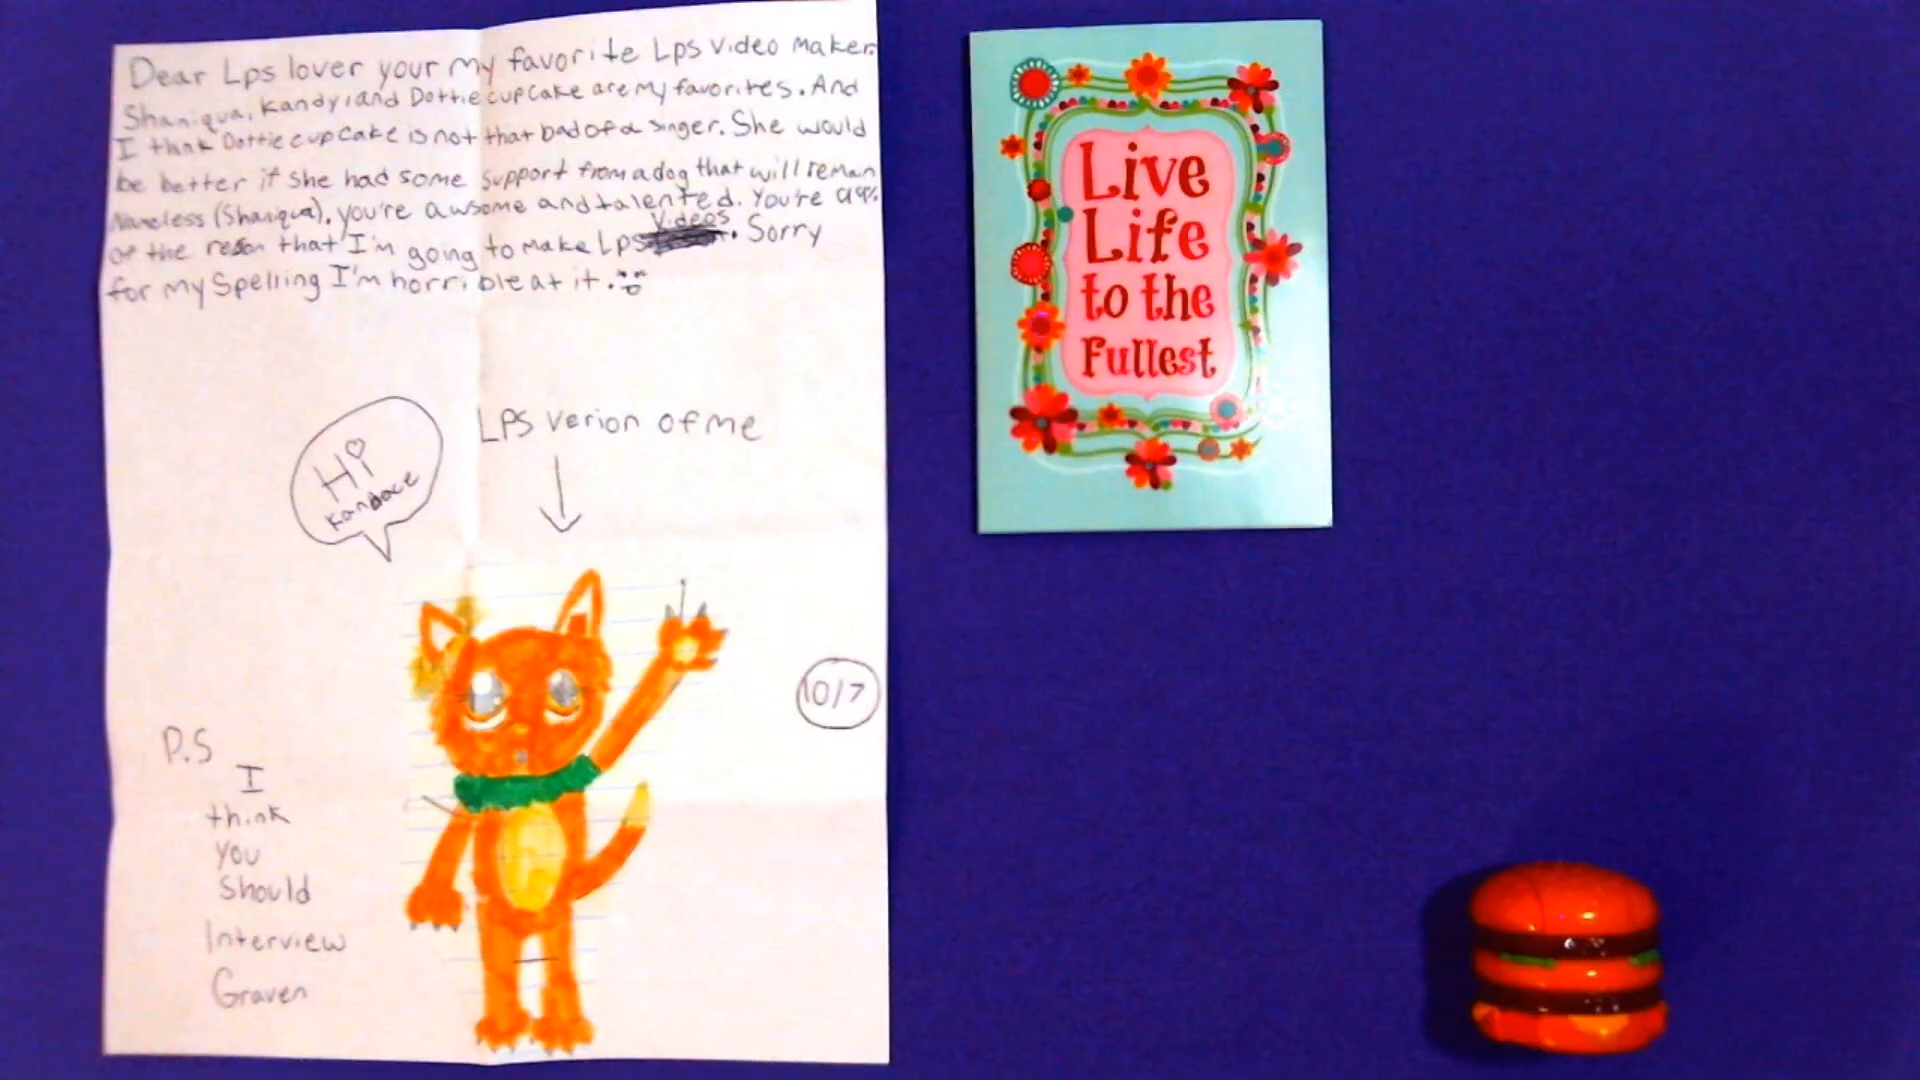 Dear Lps lover your my favorite Lps Video maker.
Shaniqua, Kandy, and Dottie cupcake are my favorites. And
I think Dottie cupcake is not that bad of a singer. She would
be better if she had some support from a dog that will reman
Nameless (Shaniqua). you're awsome and talented. You're 99%
of the reson that I'm going to make Lps Videos. Sorry
for my Spelling I'm horrible at it.
Hi
Kandace
LPS verion of me
10/7
P.S
I
think
you
Should
Interview
Graven
Live
Life
to the
Fullest